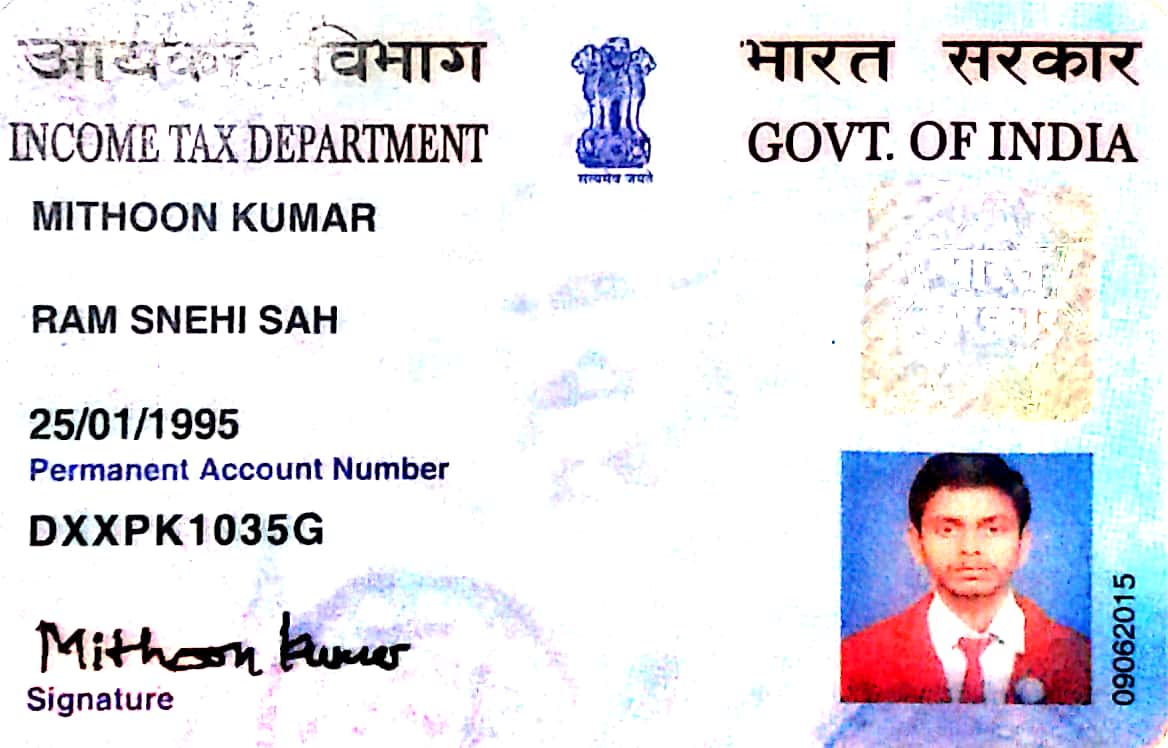 आयकर विभाग
INCOME TAX DEPARTMENT
सत्यमेव जयते
भारत सरकार
GOVT. OF INDIA
MITHOON KUMAR
RAM SNEHI SAH
25/01/1995
Permanent Account Number
DXXPK1035G
Mithoon Kumar
Signature
09062015